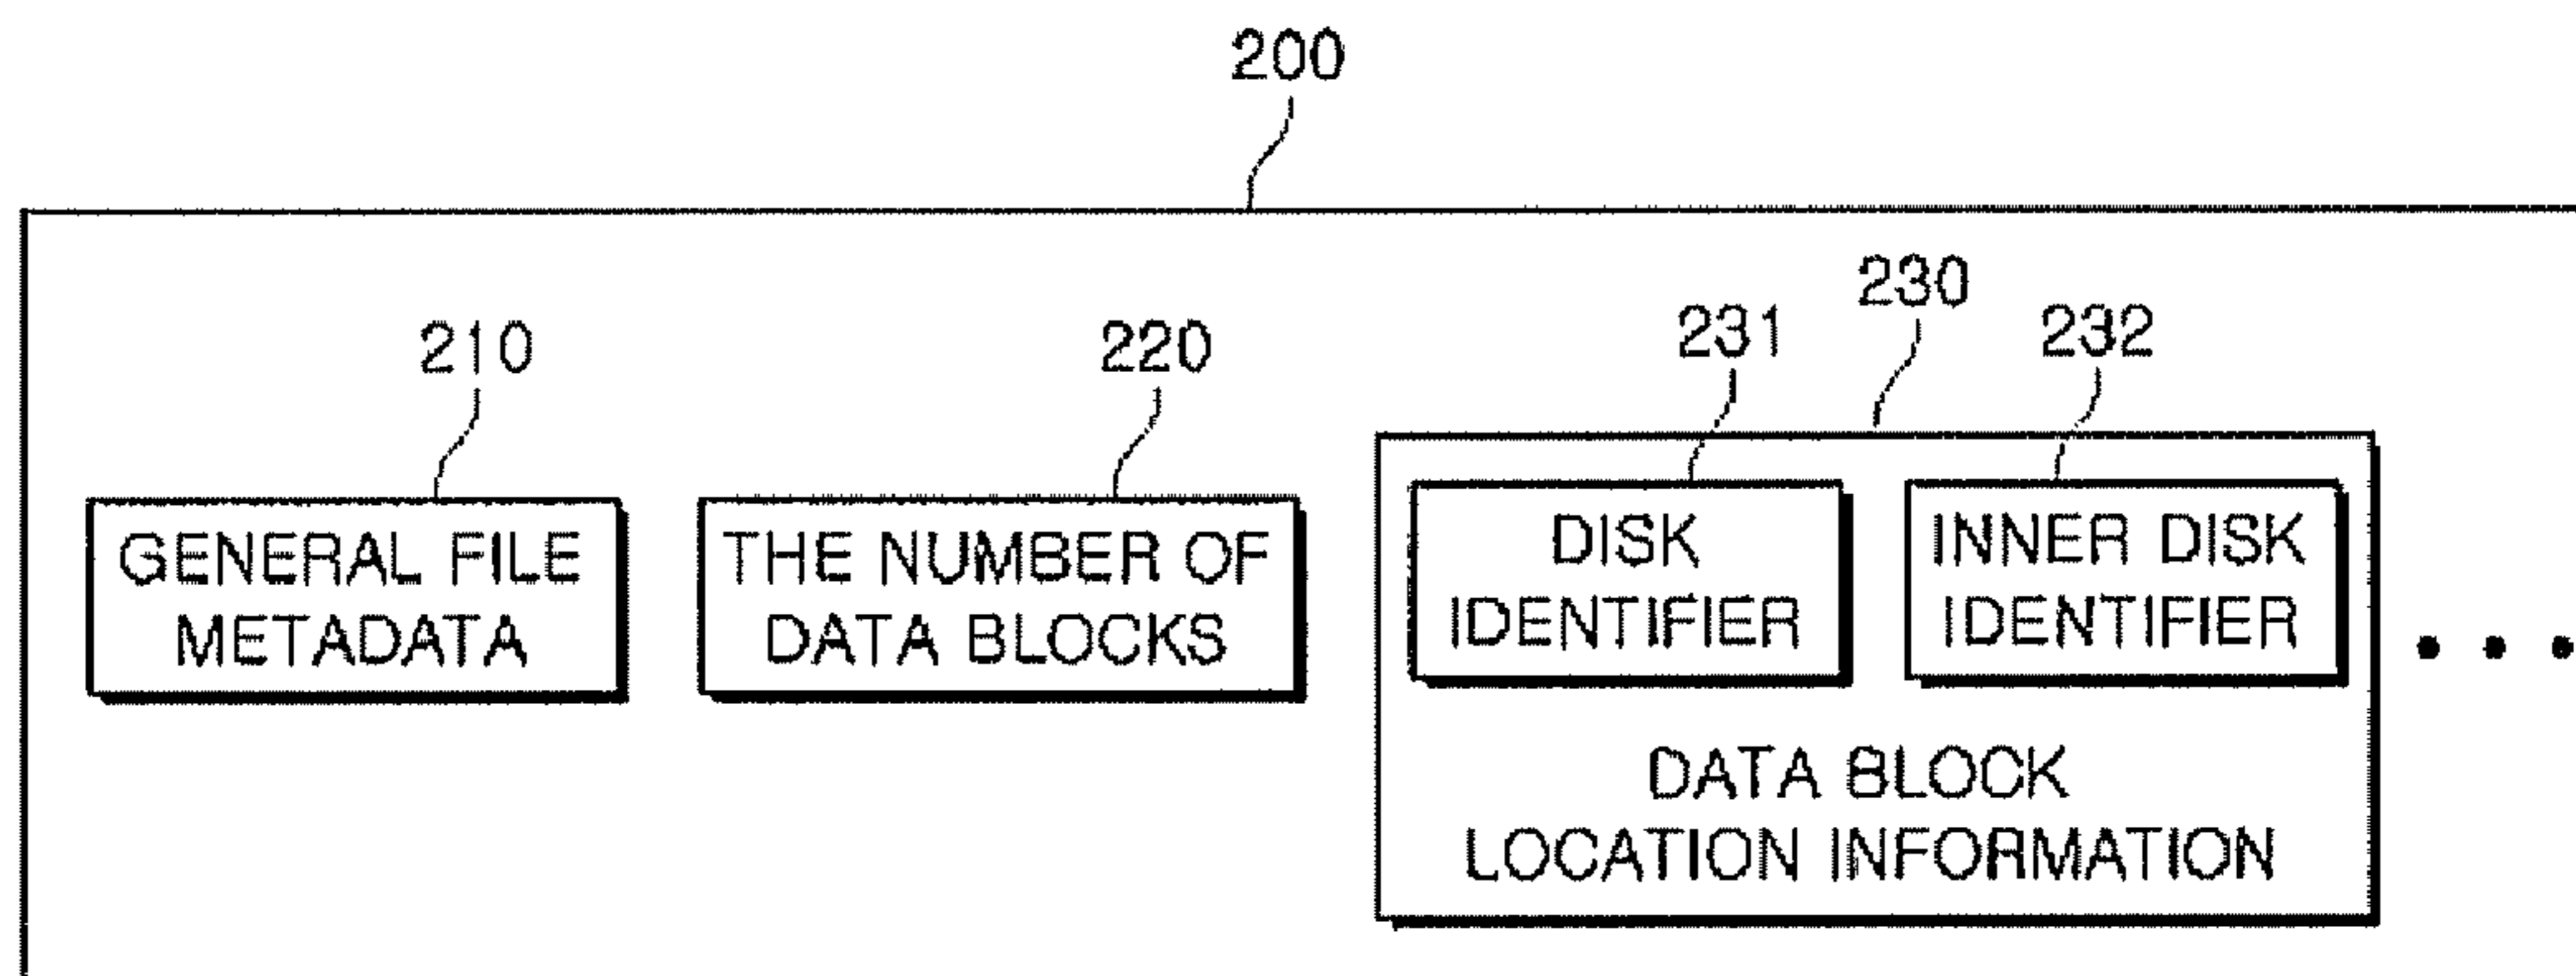 200
230
231
232
210
220
GENERAL FILE
METADATA
THE NUMBER OF
DATA BLOCKS
DISK
IDENTIFIER
INNER DISK
IDENTIFIER
• • •
DATA BLOCK
LOCATION INFORMATION